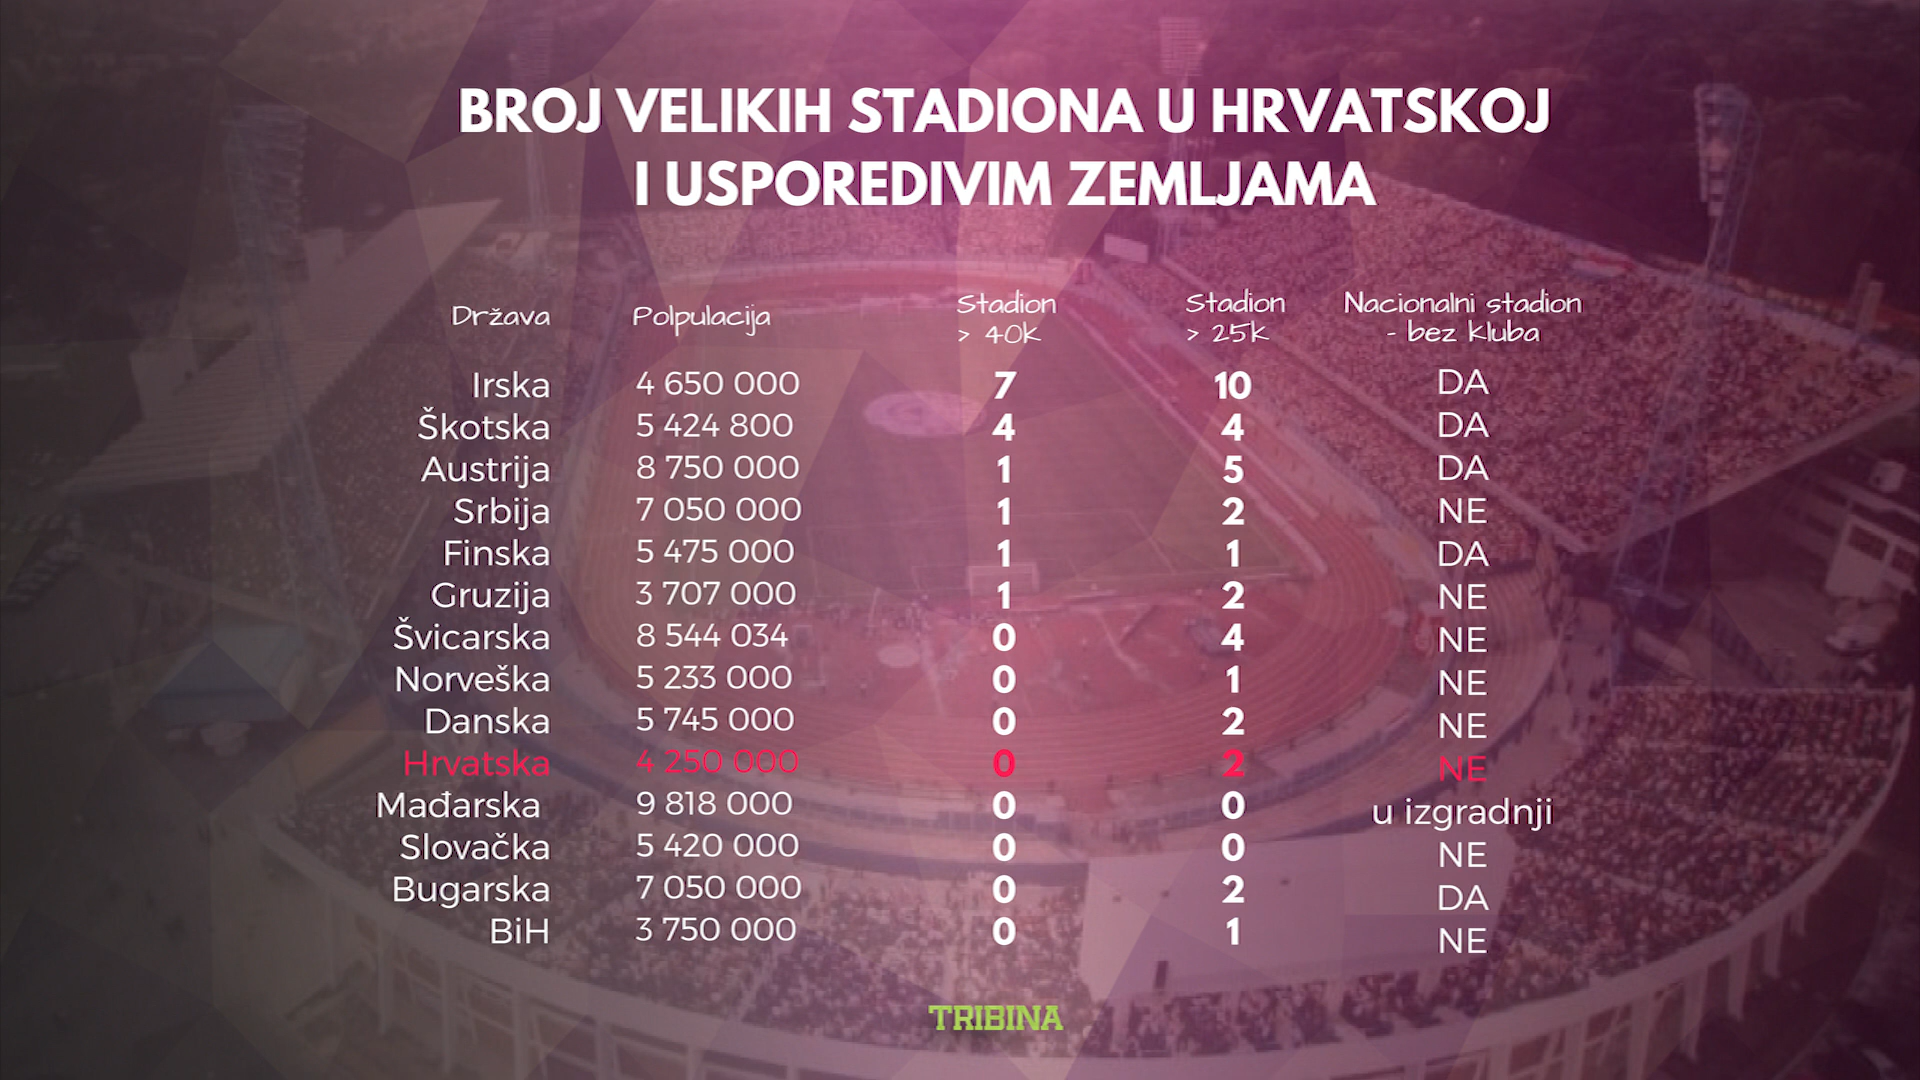 BROJ VELIKIH STADIONA U HRVATSKOJ
I USPOREDIVIM ZEMLJAMA
Država Polpulacija Stadion > 40k Stadion > 25k Nacionalni stadion - bez kluba
Irska 4 650 000 7 10 DA
Škotska 5 424 800 4 4 DA
Austrija 8 750 000 1 5 DA
Srbija 7 050 000 1 2 NE
Finska 5 475 000 1 1 DA
Gruzija 3 707 000 1 2 NE
Švicarska 8 544 034 0 4 NE
Norveška 5 233 000 0 1 NE
Danska 5 745 000 0 2 NE
Hrvatska 4 250 000 0 2 NE
Mađarska 9 818 000 0 0 u izgradnji
Slovačka 5 420 000 0 0 NE
Bugarska 7 050 000 0 2 DA
BiH 3 750 000 0 1 NE
TRIBINA